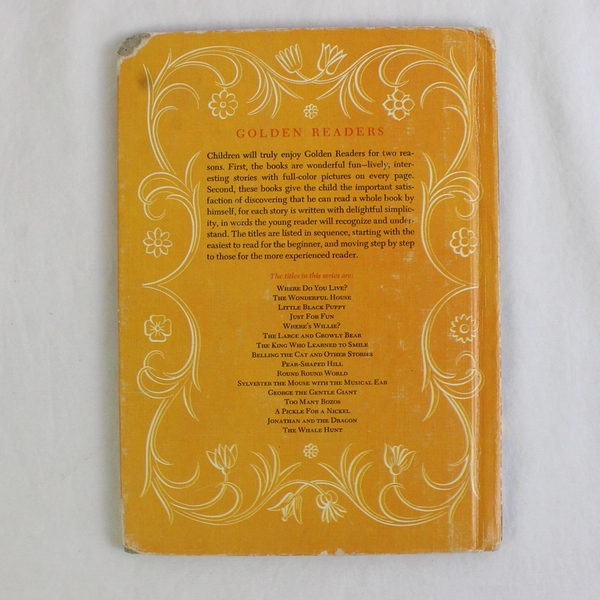 GOLDEN READERS
Children will truly enjoy Golden Readers for two rea-
sons. First, the books are wonderful fun—lively, inter-
esting stories with full-color pictures on every page.
Second, these books give the child the important satis-
faction of discovering that he can read a whole book by
himself, for each story is written with delightful simplic-
ity, in words the young reader will recognize and under-
stand. The titles are listed in sequence, starting with the
easiest to read for the beginner, and moving step by step
to those for the more experienced reader.
The titles in this series are:
Where Do You Live?
The Wonderful House
Little Black Puppy
Just For Fun
Where's Willie?
The Large and Growly Bear
The King Who Learned to Smile
Belling the Cat and Other Stories
Pear-Shaped Hill
Round Round World
Sylvester the Mouse with the Musical Ear
George the Gentle Giant
Too Many Bozos
A Pickle For a Nickel
Jonathan and the Dragon
The Whale Hunt